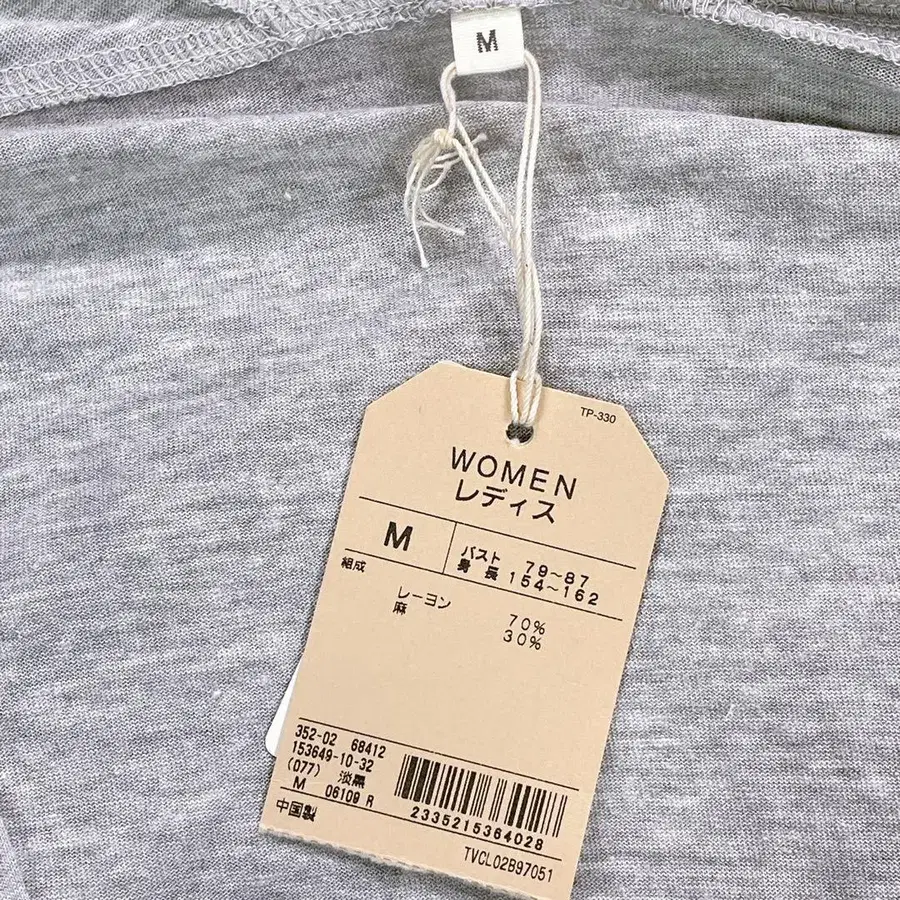 M
TP-330
WOMEN
レディス
M
バスト 79~87
身長 154~162
組成
レーヨン 70%
麻 30%
352-02 68412
153649-10-32
(077) 淡黒
M 06109 R
中国製
2335215364028
TVCL02B97051